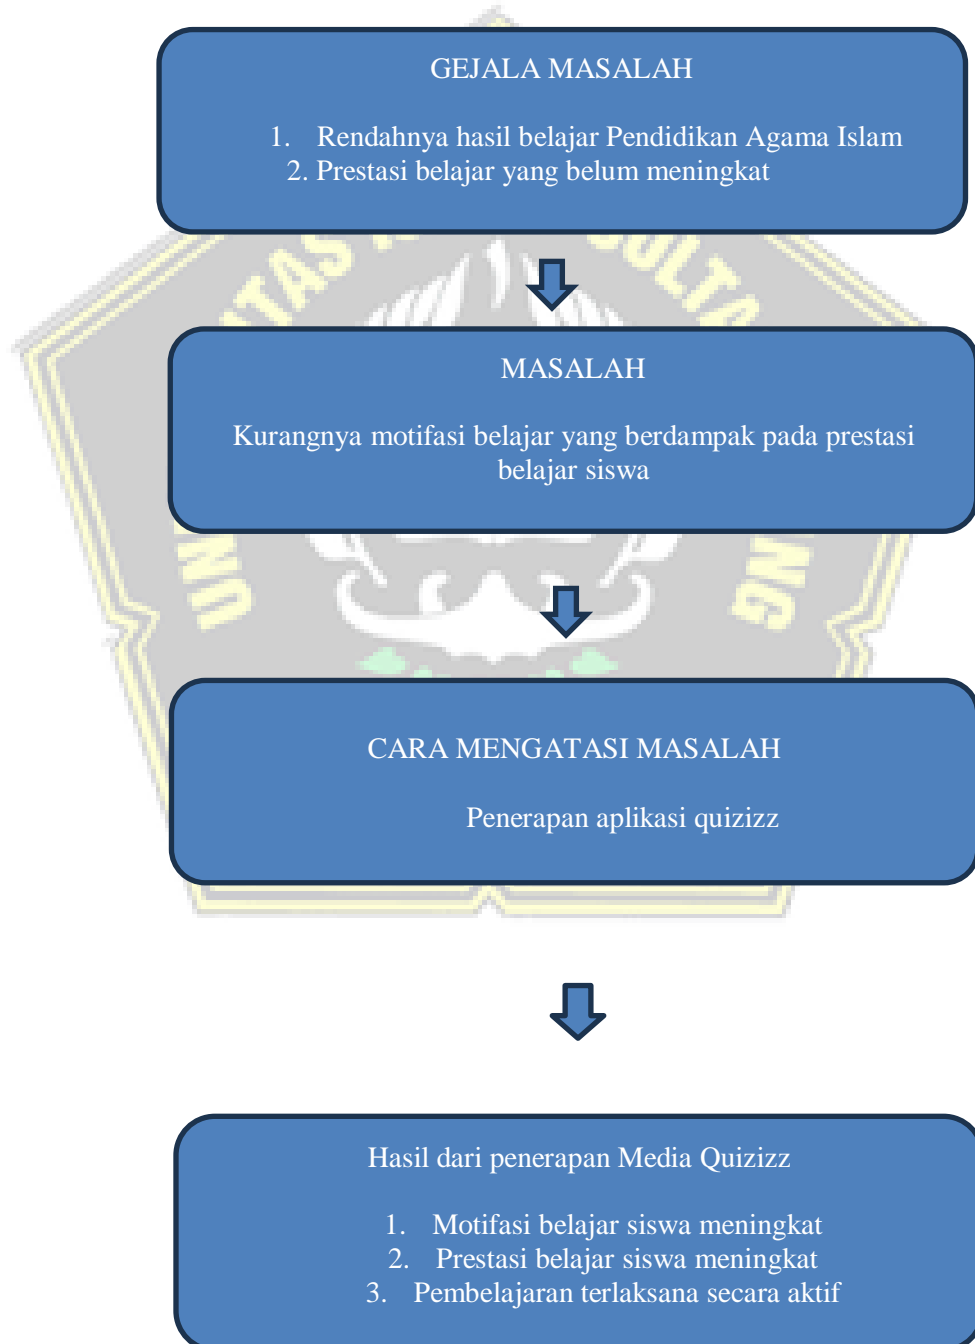 GEJALA MASALAH
1. Rendahnya hasil belajar Pendidikan Agama Islam
2. Prestasi belajar yang belum meningkat
MASALAH
Kurangnya motifasi belajar yang berdampak pada prestasi
belajar siswa
CARA MENGATASI MASALAH
Penerapan aplikasi quizizz
Hasil dari penerapan Media Quizizz
1. Motifasi belajar siswa meningkat
2. Prestasi belajar siswa meningkat
3. Pembelajaran terlaksana secara aktif